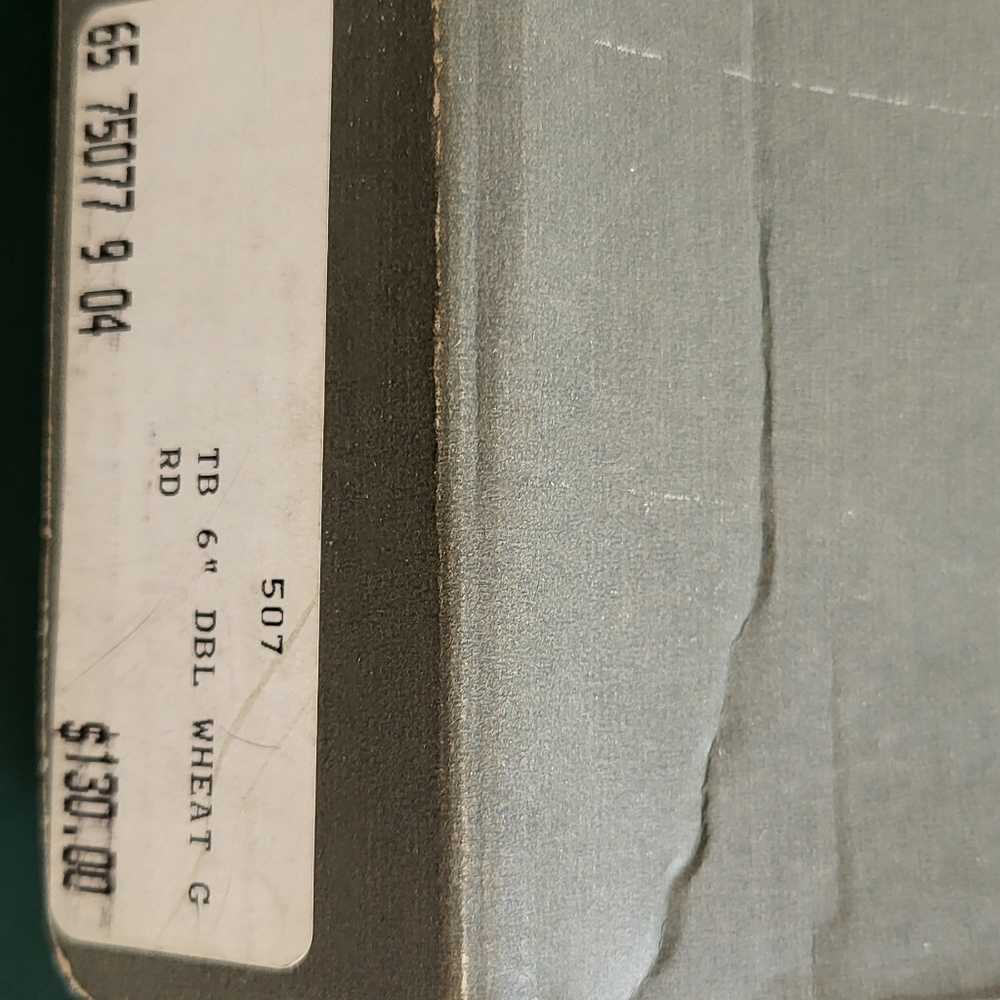 507
TB 6" DBL WHEAT G
RD
65 75077 9 04
$130.00